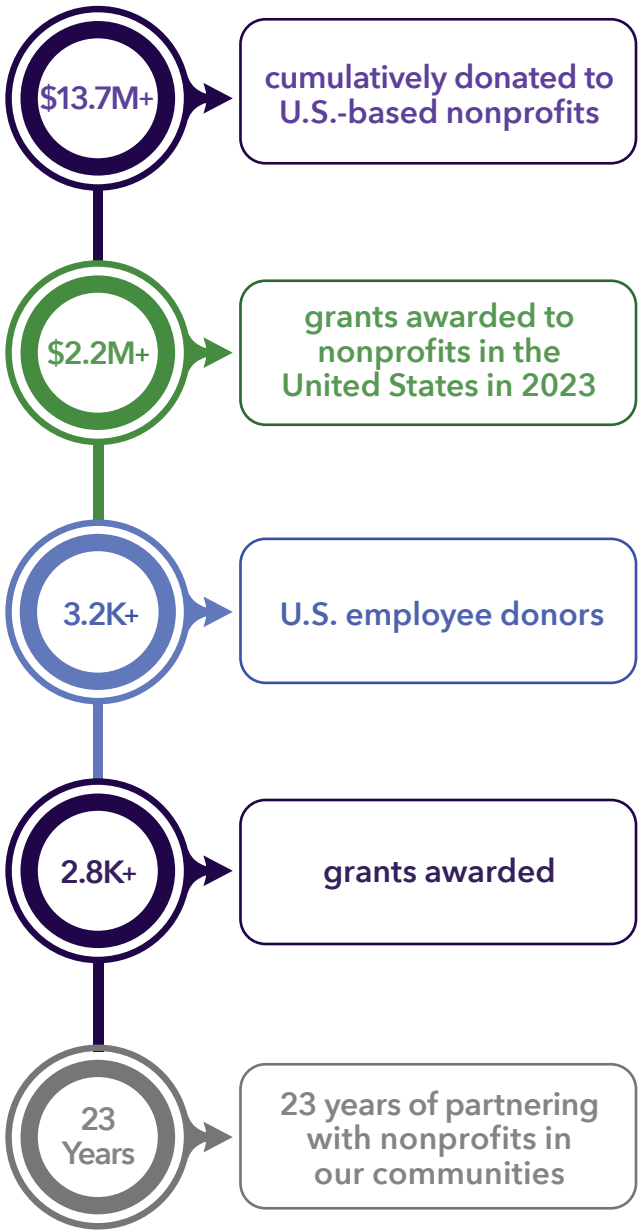 $13.7M+
cumulatively donated to
U.S.-based nonprofits
$2.2M+
grants awarded to
nonprofits in the
United States in 2023
3.2K+
U.S. employee donors
2.8K+
grants awarded
23
Years
23 years of partnering
with nonprofits in
our communities